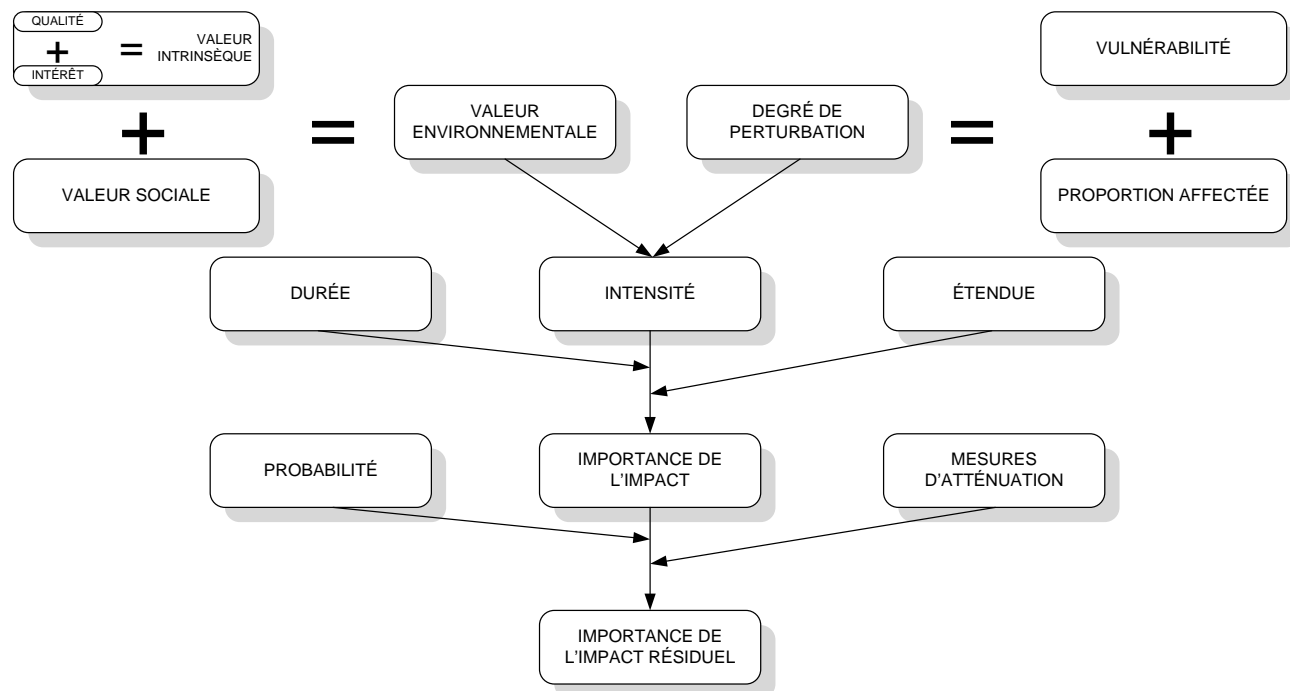 QUALITÉ
+
= VALEUR
INTRINSÈQUE
INTÉRÊT
+
VALEUR SOCIALE
=
VALEUR
ENVIRONNEMENTALE
DEGRÉ DE
PERTURBATION
=
VULNÉRABILITÉ
+
PROPORTION AFFECTÉE
DURÉE
INTENSITÉ
ÉTENDUE
PROBABILITÉ
IMPORTANCE DE
L'IMPACT
MESURES
D'ATTÉNUATION
IMPORTANCE DE
L'IMPACT RÉSIDUEL